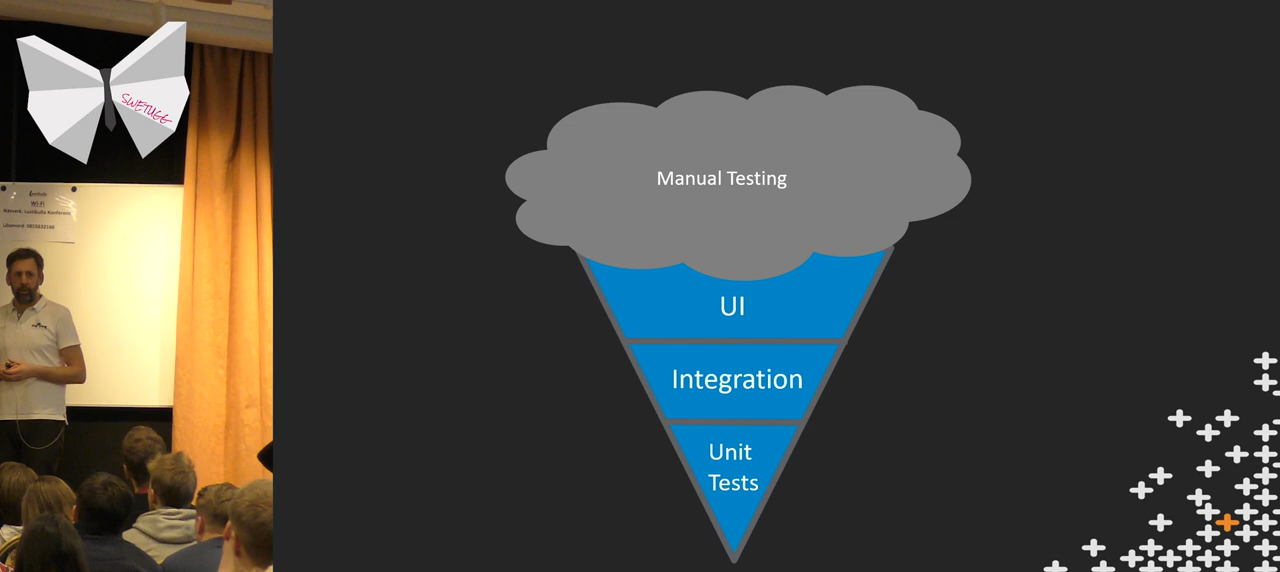 SWETUGG
Wi-Fi
Manual Testing
UI
Integration
Unit
Tests